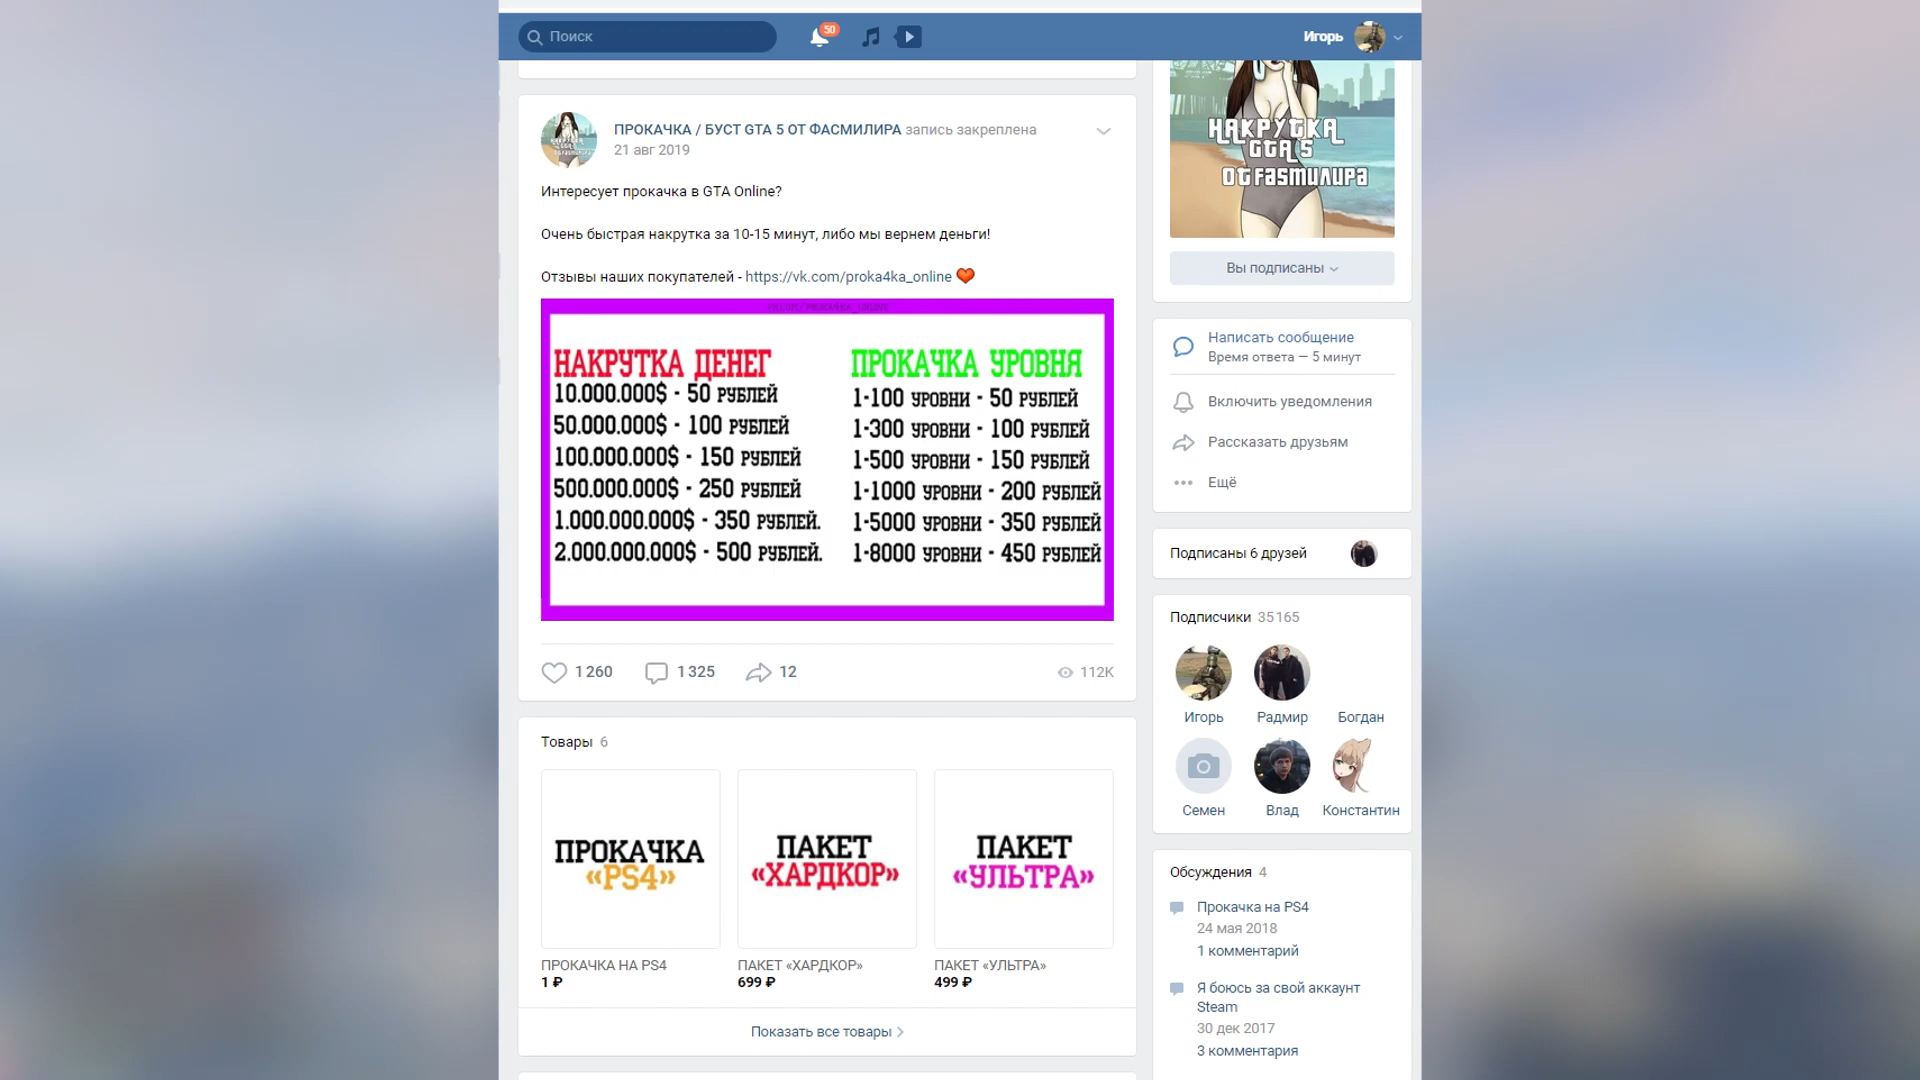 Поиск
50
Игорь
ПРОКАЧКА / БУСТ GTA 5 ОТ ФАСМИЛИРА запись закреплена
21 авг 2019
Интересует прокачка в GTA Online?
Очень быстрая накрутка за 10-15 минут, либо мы вернем деньги!
Отзывы наших покупателей - https://vk.com/proka4ka_online
НАКРУТКА ДЕНЕГ
10.000.000$ - 50 РУБЛЕЙ
50.000.000$ - 100 РУБЛЕЙ
100.000.000$ - 150 РУБЛЕЙ
500.000.000$ - 250 РУБЛЕЙ
1.000.000.000$ - 350 РУБЛЕЙ.
2.000.000.000$ - 500 РУБЛЕЙ.
ПРОКАЧКА УРОВНЯ
1-100 УРОВНИ - 50 РУБЛЕЙ
1-300 УРОВНИ - 100 РУБЛЕЙ
1-500 УРОВНИ - 150 РУБЛЕЙ
1-1000 УРОВНИ - 200 РУБЛЕЙ
1-5000 УРОВНИ - 350 РУБЛЕЙ
1-8000 УРОВНИ - 450 РУБЛЕЙ
1 260
1 325
12
112K
Товары 6
ПРОКАЧКА
«PS4»
ПАКЕТ
«ХАРДКОР»
ПАКЕТ
«УЛЬТРА»
ПРОКАЧКА НА PS4
1 ₽
ПАКЕТ «ХАРДКОР»
699 ₽
ПАКЕТ «УЛЬТРА»
499 ₽
Показать все товары
НАКРУТКА
GTA 5
ОТ FASMИЛИРА
Вы подписаны
Написать сообщение
Время ответа — 5 минут
Включить уведомления
Рассказать друзьям
Ещё
Подписаны 6 друзей
Подписчики 35 165
Игорь
Радмир
Богдан
Семен
Влад
Константин
Обсуждения 4
Прокачка на PS4
24 мая 2018
1 комментарий
Я боюсь за свой аккаунт
Steam
30 дек 2017
3 комментария